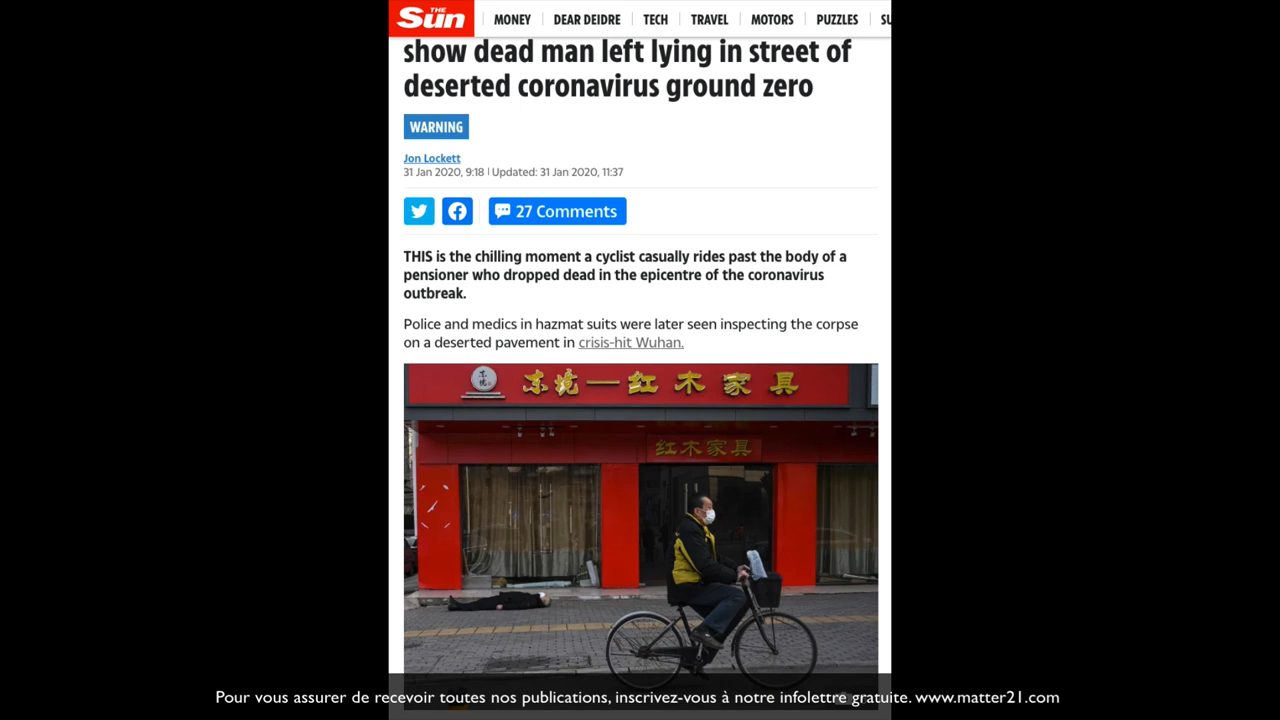 THE
Sun
MONEY DEAR DEIDRE TECH TRAVEL MOTORS PUZZLES SU
show dead man left lying in street of
deserted coronavirus ground zero
WARNING
Jon Lockett
31 Jan 2020, 9:18 | Updated: 31 Jan 2020, 11:37
27 Comments
THIS is the chilling moment a cyclist casually rides past the body of a
pensioner who dropped dead in the epicentre of the coronavirus
outbreak.
Police and medics in hazmat suits were later seen inspecting the corpse
on a deserted pavement in crisis-hit Wuhan.
东境一红木家具
红木家具
Pour vous assurer de recevoir toutes nos publications, inscrivez-vous à notre infolettre gratuite. www.matter21.com